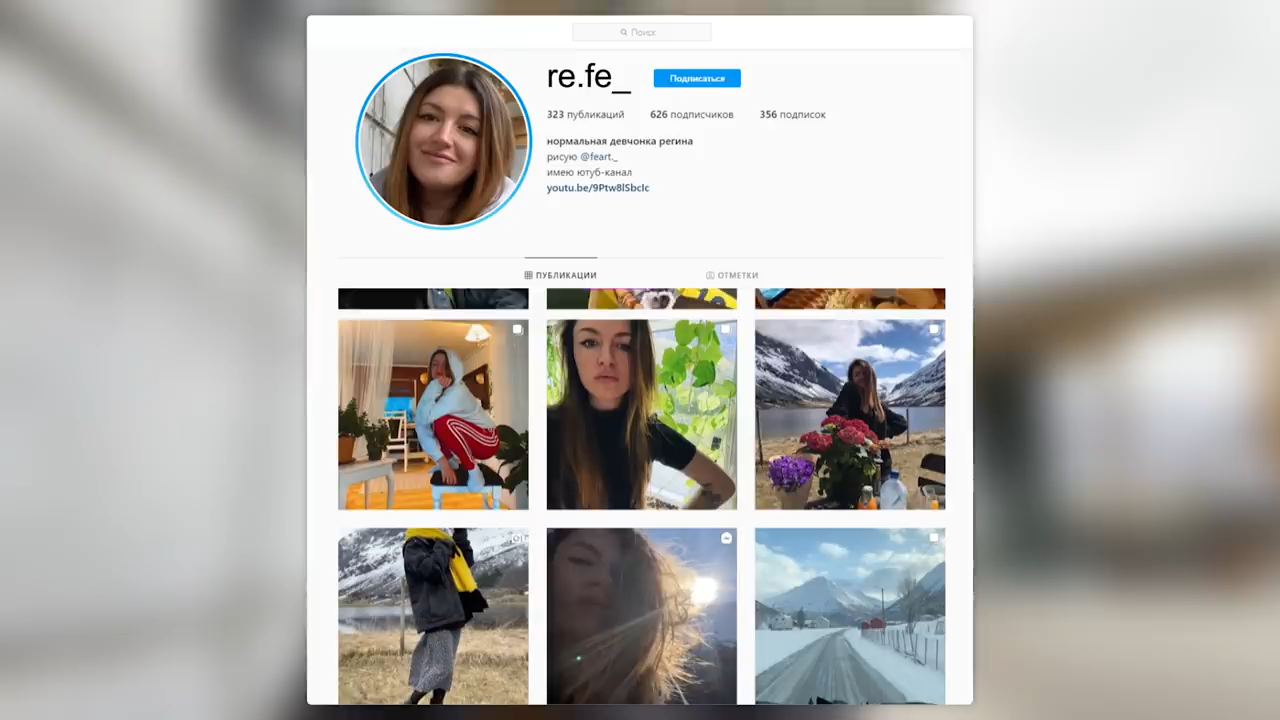 Поиск
re.fe_
Подписаться
323 публикаций 626 подписчиков 356 подписок
нормальная девчонка регина
рисую @feart._
имею ютуб-канал
youtu.be/9Ptw8lSbcIc
ПУБЛИКАЦИИ ОТМЕТКИ